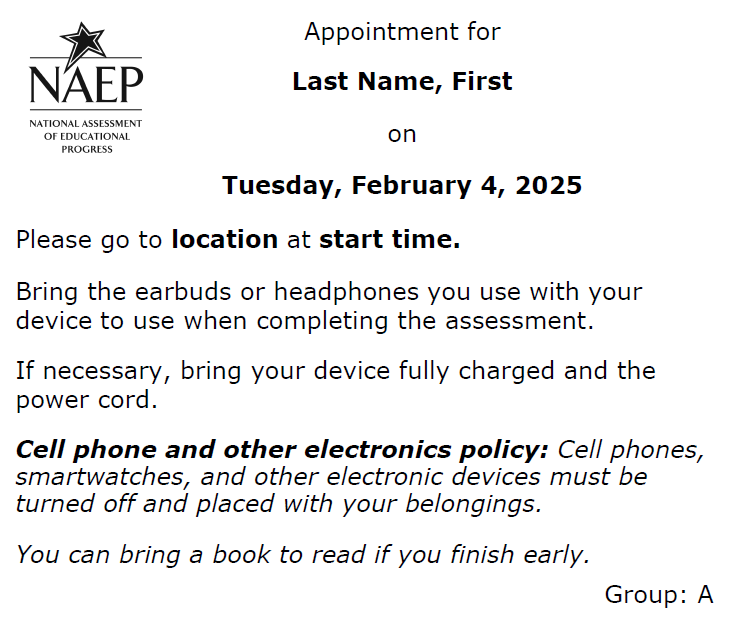 NAEP
NATIONAL ASSESSMENT
OF EDUCATIONAL
PROGRESS
Appointment for
Last Name, First
on
Tuesday, February 4, 2025
Please go to location at start time.
Bring the earbuds or headphones you use with your
device to use when completing the assessment.
If necessary, bring your device fully charged and the
power cord.
Cell phone and other electronics policy: Cell phones,
smartwatches, and other electronic devices must be
turned off and placed with your belongings.
You can bring a book to read if you finish early.
Group: A